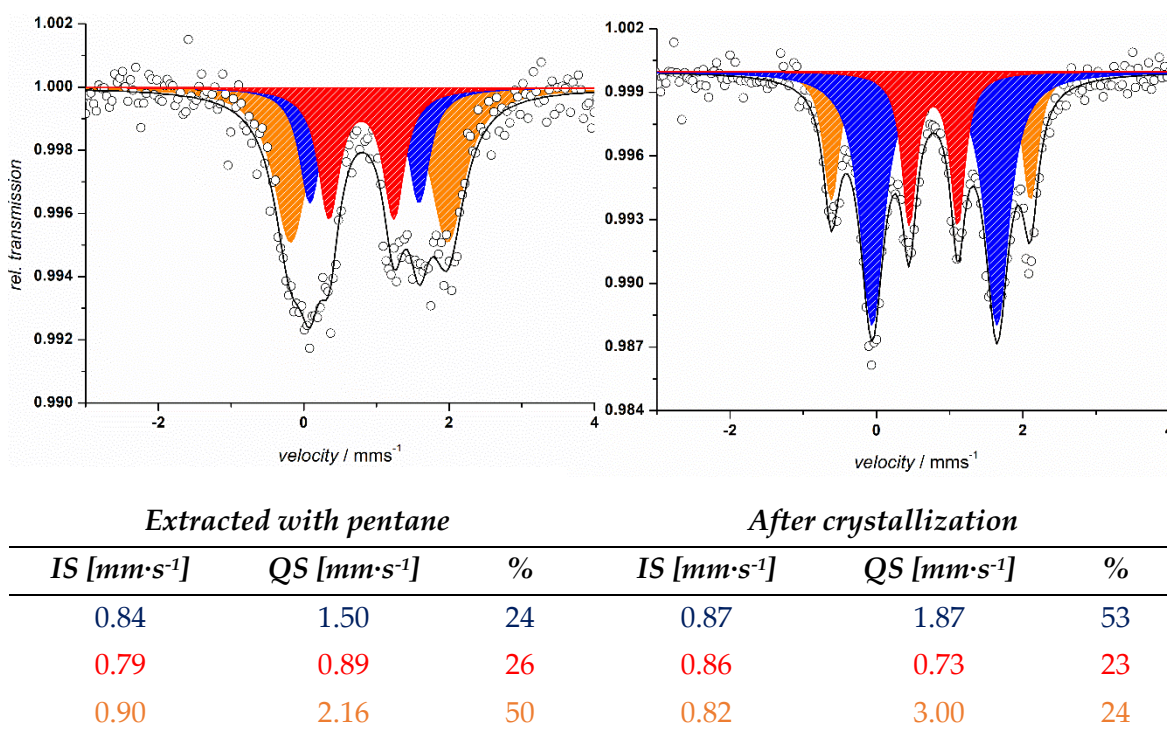 1.002
1.000
0.998
0.996
0.994
0.992
0.990
rel. transmission
-2 0 2 4
velocity / mms-1
1.002
0.999
0.996
0.993
0.990
0.987
0.984
-2 0 2 4
velocity / mms-1
Extracted with pentane After crystallization
IS [mm·s-1] QS [mm·s-1] % IS [mm·s-1] QS [mm·s-1] %
0.84 1.50 24 0.87 1.87 53
0.79 0.89 26 0.86 0.73 23
0.90 2.16 50 0.82 3.00 24